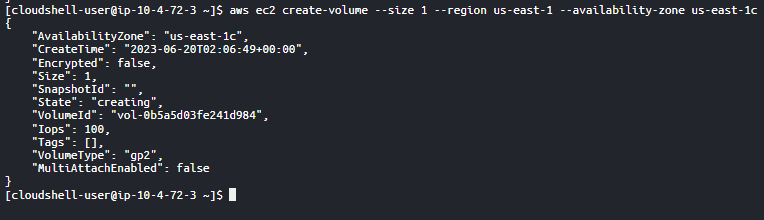 [cloudshell-user@ip-10-4-72-3 ~]$ aws ec2 create-volume --size 1 --region us-east-1 --availability-zone us-east-1c
{
    "AvailabilityZone": "us-east-1c",
    "CreateTime": "2023-06-20T02:06:49+00:00",
    "Encrypted": false,
    "Size": 1,
    "SnapshotId": "",
    "State": "creating",
    "VolumeId": "vol-0b5a5d03fe241d984",
    "Iops": 100,
    "Tags": [],
    "VolumeType": "gp2",
    "MultiAttachEnabled": false
}
[cloudshell-user@ip-10-4-72-3 ~]$